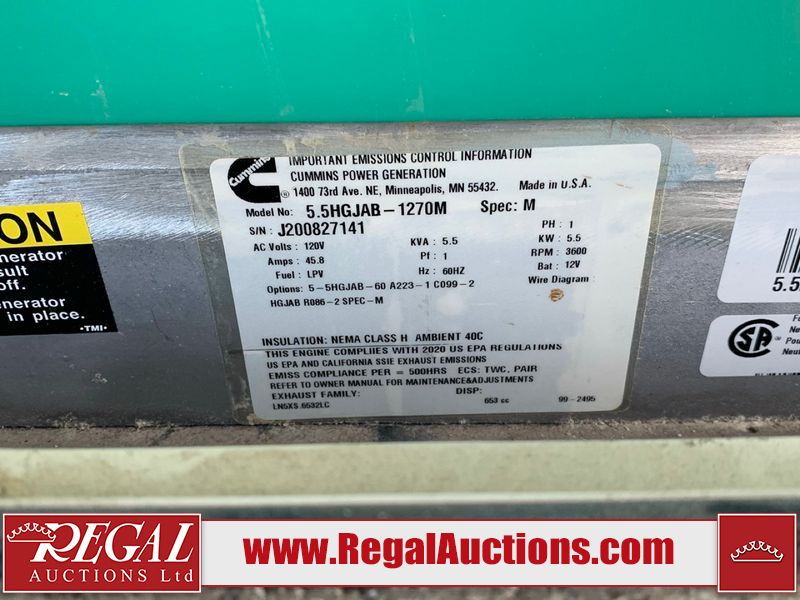 ON
enerator
sult
off.
generator
in place.
-TMI-
Cummins
IMPORTANT EMISSIONS CONTROL INFORMATION
CUMMINS POWER GENERATION
1400 73rd Ave. NE, Minneapolis, MN 55432. Made in U.S.A.
Model No: 5.5HGJAB-1270M Spec: M
S/N : J200827141 PH : 1
AC Volts : 120V KVA : 5.5 KW : 5.5
Amps : 45.8 Pf : 1 RPM : 3600
Fuel : LPV Hz : 60HZ Bat : 12V
Options: 5-5HGJAB-60 A223-1 C099-2 Wire Diagram :
HGJAB R086-2 SPEC-M
INSULATION: NEMA CLASS H AMBIENT 40C
THIS ENGINE COMPLIES WITH 2020 US EPA REGULATIONS
US EPA AND CALIFORNIA SSIE EXHAUST EMISSIONS
EMISS COMPLIANCE PER = 500HRS ECS: TWC, PAIR
REFER TO OWNER MANUAL FOR MAINTENANCE&ADJUSTMENTS
EXHAUST FAMILY: DISP:
LN5XS.6532LC 653 cc 99-2495
5.5
SA
Fo
Ne
Pou
Neut
REGAL
AUCTIONS Ltd
www.RegalAuctions.com